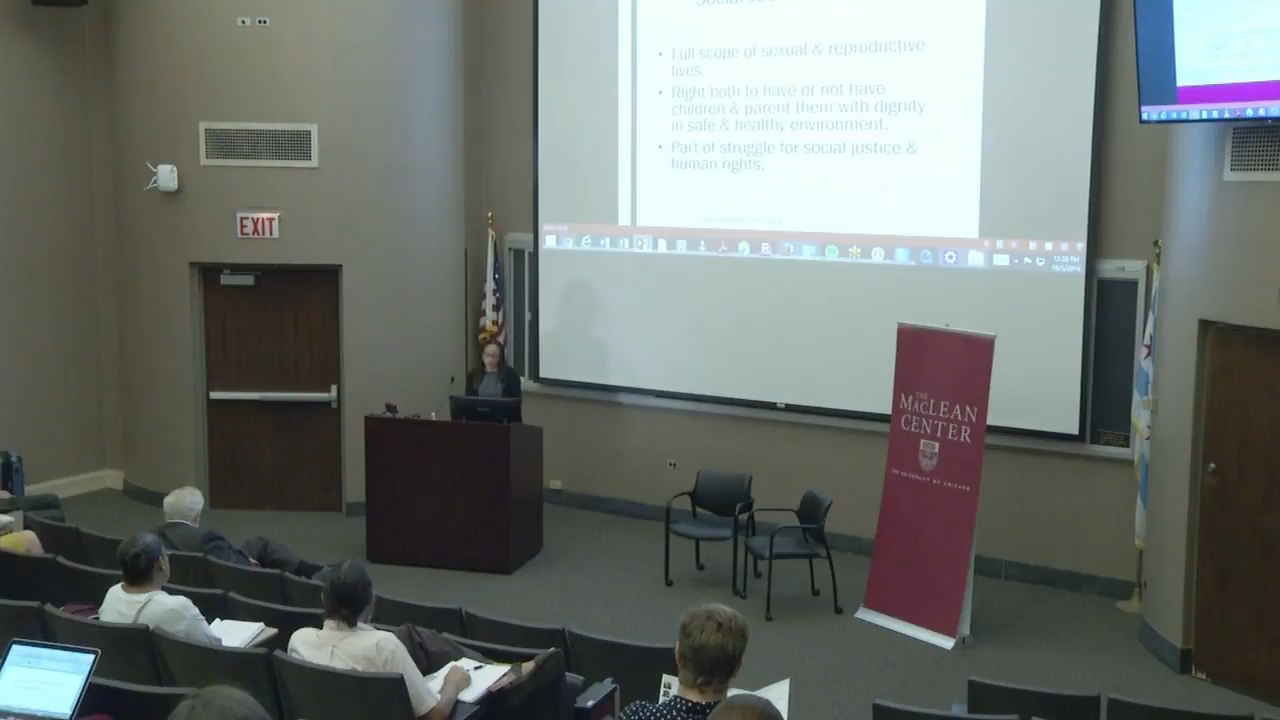 • Full scope of sexual & reproductive
lives.
• Right both to have or not have
children & parent them with dignity
in safe & healthy environment.
• Part of struggle for social justice &
human rights.
EXIT
THE
MACLEAN
CENTER
THE UNIVERSITY OF CHICAGO